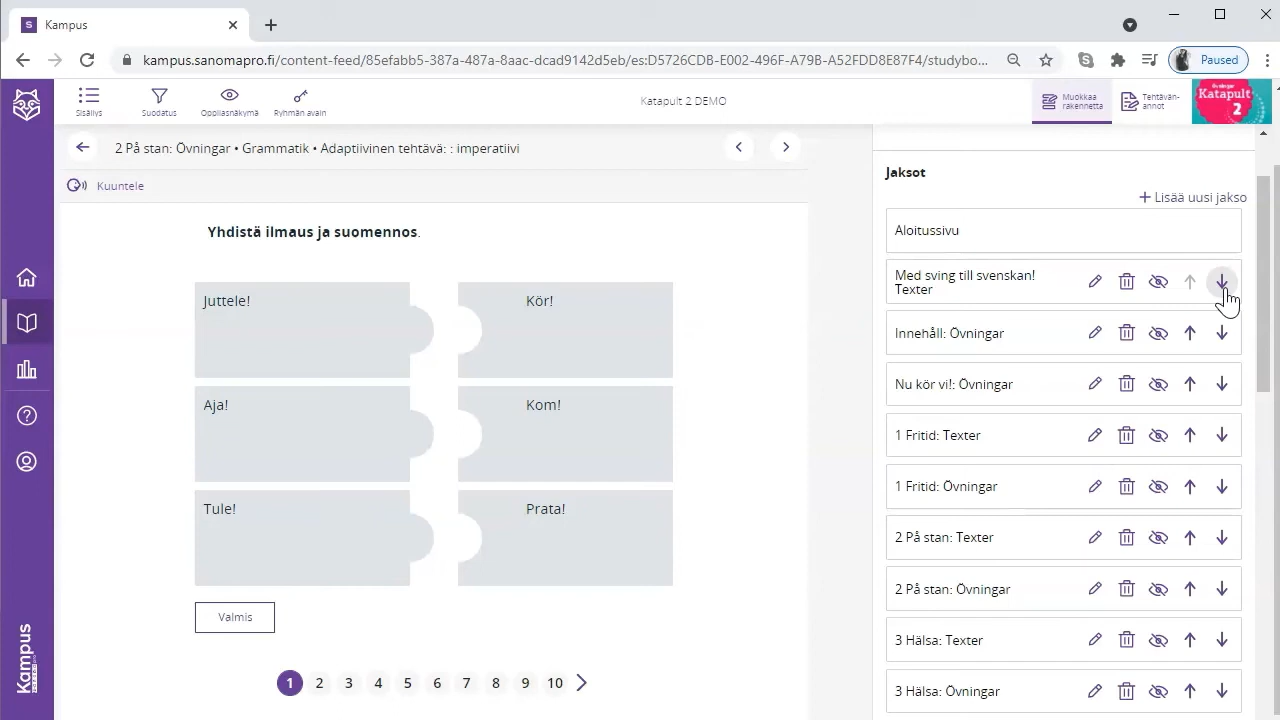 Kampus
kampus.sanomapro.fi/content-feed/85efabb5-387a-487a-8aac-dcad9142d5eb/es:D5726CDB-E002-496F-A79B-A52FDD8E87F4/studybo...
Paused
Sisällys
Suodatus
Oppilasnäkymä
Ryhmän avain
Katapult 2 DEMO
Muokkaa
rakennetta
Tehtävän-
annot
Katapult
2
2 På stan: Övningar • Grammatik • Adaptiivinen tehtävä: : imperatiivi
Kuuntele
Yhdistä ilmaus ja suomennos.
Juttele!
Kör!
Aja!
Kom!
Tule!
Prata!
Valmis
1 2 3 4 5 6 7 8 9 10
Jaksot
+ Lisää uusi jakso
Aloitussivu
Med sving till svenskan!
Texter
Innehåll: Övningar
Nu kör vi!: Övningar
1 Fritid: Texter
1 Fritid: Övningar
2 På stan: Texter
2 På stan: Övningar
3 Hälsa: Texter
3 Hälsa: Övningar
Kampus